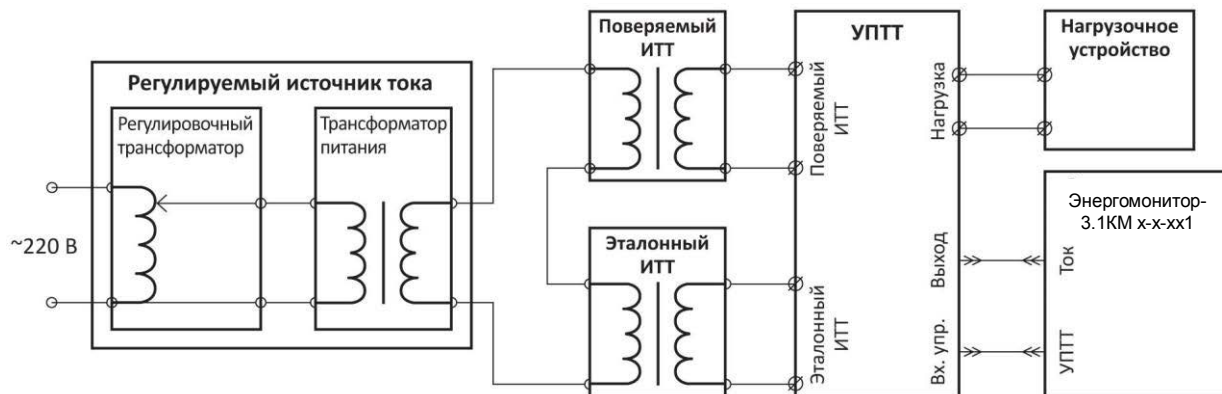 Регулируемый источник тока
Регулировочный
трансформатор
Трансформатор
питания
~220 В
Поверяемый
ИТТ
Эталонный
ИТТ
УПТТ
Поверяемый
ИТТ
Эталонный
ИТТ
Нагрузка
Выход
Вх. упр.
Нагрузочное
устройство
Энергомонитор-
3.1КМ х-х-хх1
Ток
УПТТ